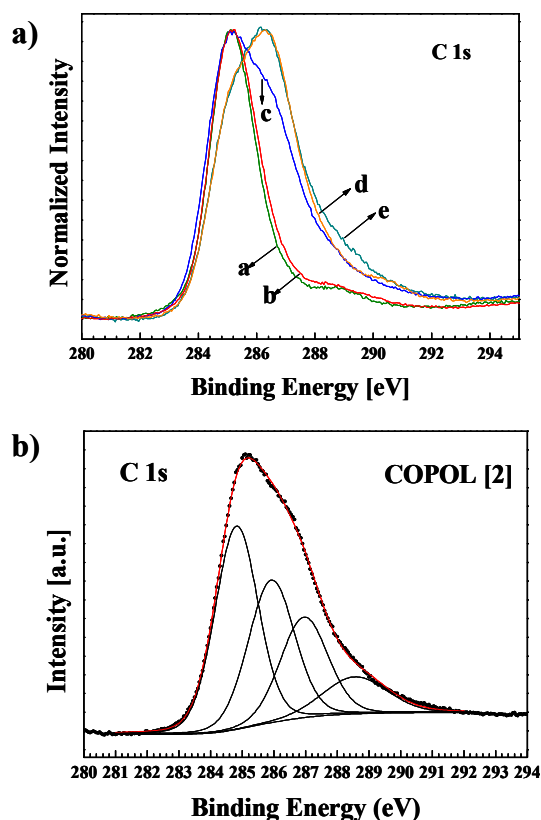 a)
C 1s
Normalized Intensity
c
d
e
a
b
280 282 284 286 288 290 292 294
Binding Energy [eV]
b)
C 1s COPOL [2]
Intensity [a.u.]
280 281 282 283 284 285 286 287 288 289 290 291 292 293 294
Binding Energy (eV)